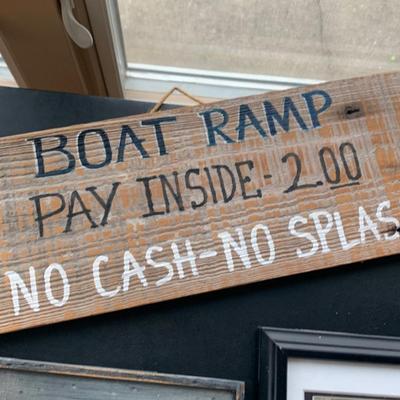 BOAT RAMP
PAY INSIDE - 2.00
NO CASH - NO SPLAS